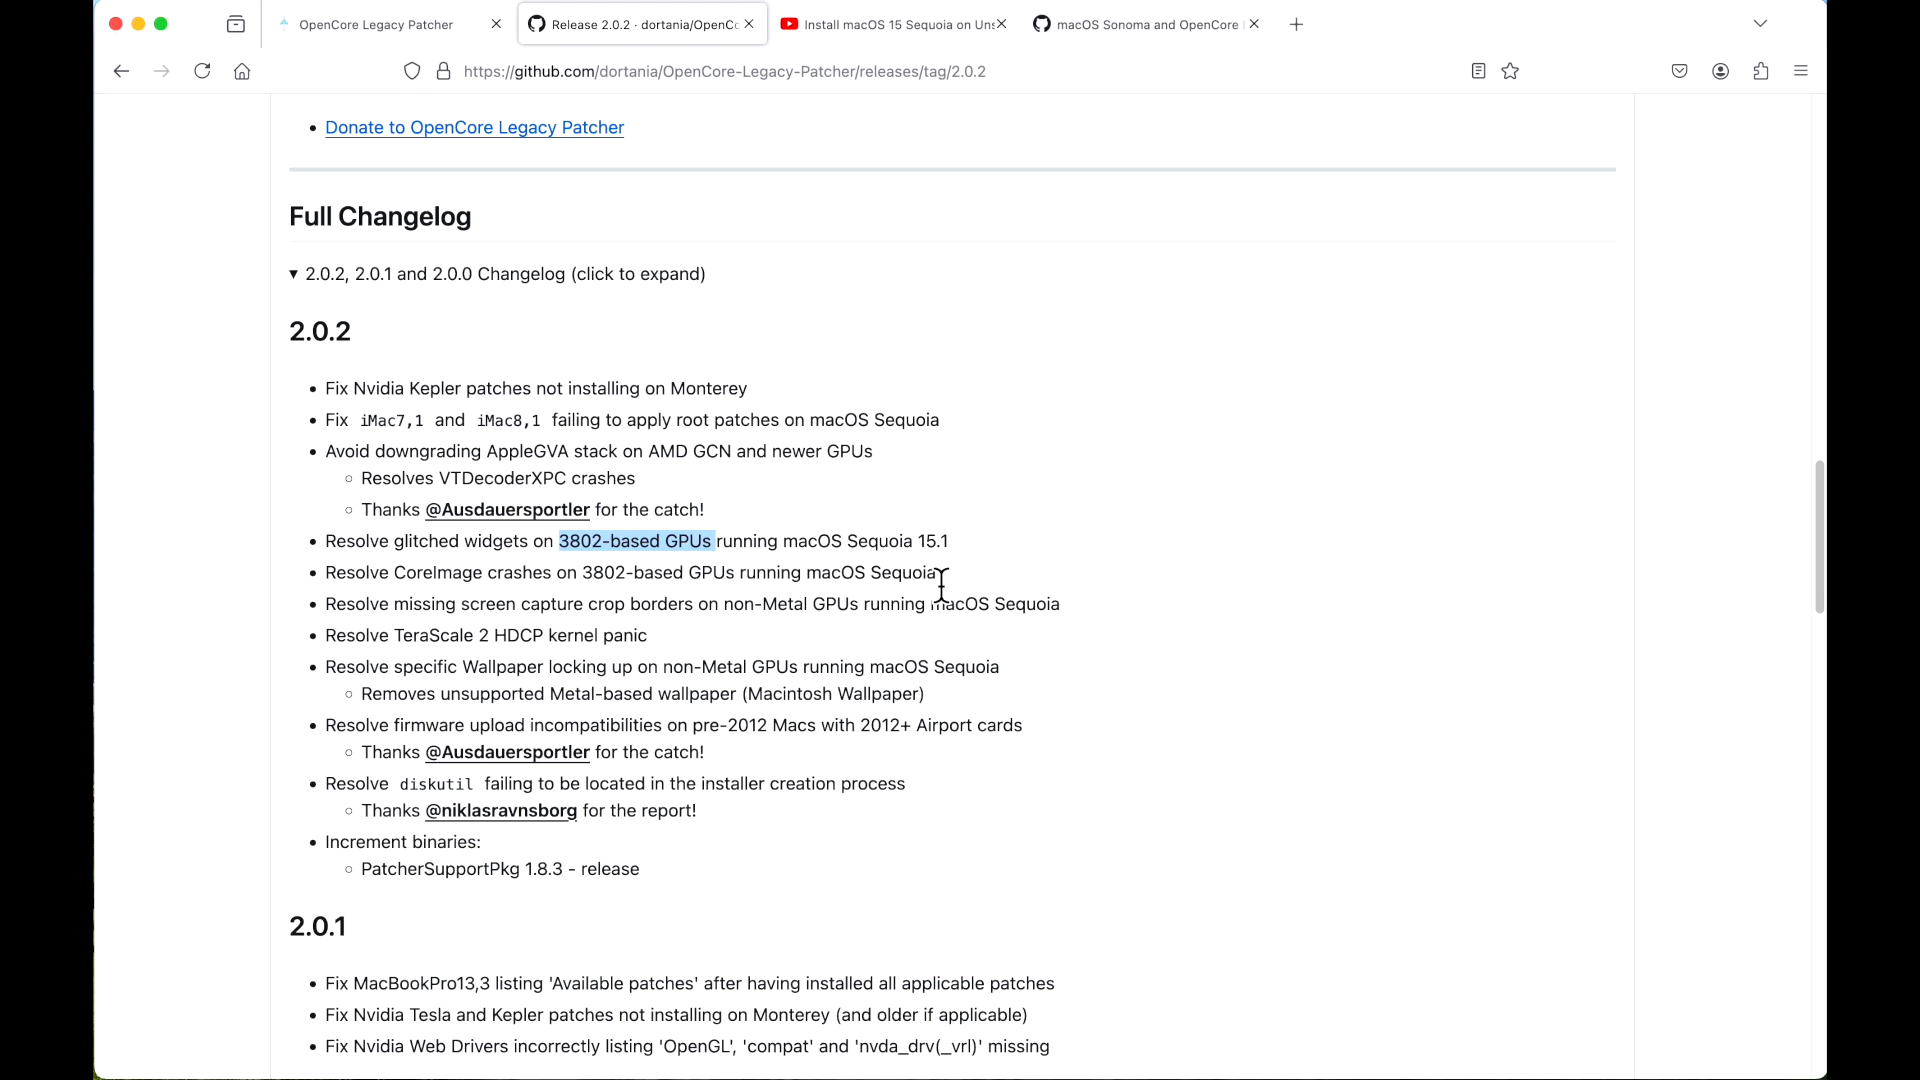 OpenCore Legacy Patcher
Release 2.0.2 · dortania/OpenCo
Install macOS 15 Sequoia on Uns
macOS Sonoma and OpenCore
https://github.com/dortania/OpenCore-Legacy-Patcher/releases/tag/2.0.2
• Donate to OpenCore Legacy Patcher
Full Changelog
▾ 2.0.2, 2.0.1 and 2.0.0 Changelog (click to expand)
2.0.2
• Fix Nvidia Kepler patches not installing on Monterey
• Fix iMac7,1 and iMac8,1 failing to apply root patches on macOS Sequoia
• Avoid downgrading AppleGVA stack on AMD GCN and newer GPUs
◦ Resolves VTDecoderXPC crashes
◦ Thanks @Ausdauersportler for the catch!
• Resolve glitched widgets on 3802-based GPUs running macOS Sequoia 15.1
• Resolve CoreImage crashes on 3802-based GPUs running macOS Sequoia
• Resolve missing screen capture crop borders on non-Metal GPUs running macOS Sequoia
• Resolve TeraScale 2 HDCP kernel panic
• Resolve specific Wallpaper locking up on non-Metal GPUs running macOS Sequoia
◦ Removes unsupported Metal-based wallpaper (Macintosh Wallpaper)
• Resolve firmware upload incompatibilities on pre-2012 Macs with 2012+ Airport cards
◦ Thanks @Ausdauersportler for the catch!
• Resolve diskutil failing to be located in the installer creation process
◦ Thanks @niklasravnsborg for the report!
• Increment binaries:
◦ PatcherSupportPkg 1.8.3 - release
2.0.1
• Fix MacBookPro13,3 listing 'Available patches' after having installed all applicable patches
• Fix Nvidia Tesla and Kepler patches not installing on Monterey (and older if applicable)
• Fix Nvidia Web Drivers incorrectly listing 'OpenGL', 'compat' and 'nvda_drv(_vrl)' missing